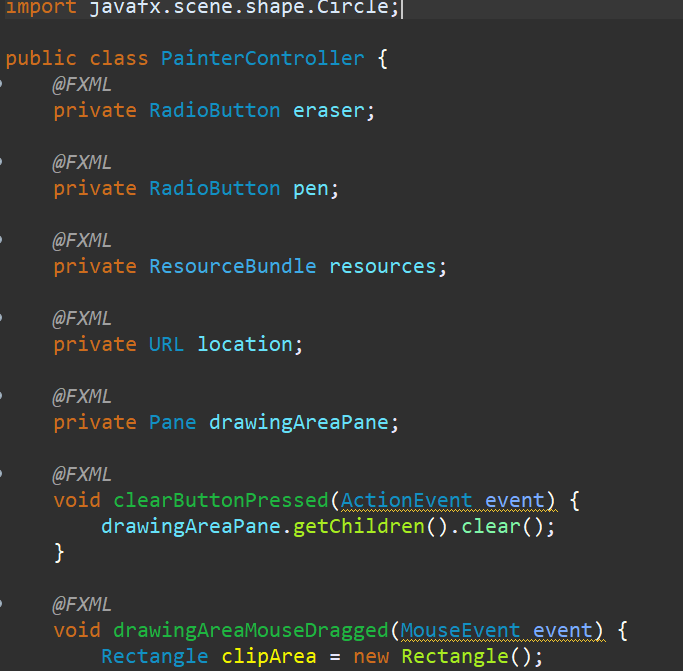 import javafx.scene.shape.Circle;
public class PainterController {
@FXML
private RadioButton eraser;
@FXML
private RadioButton pen;
@FXML
private ResourceBundle resources;
@FXML
private URL location;
@FXML
private Pane drawingAreaPane;
@FXML
void clearButtonPressed(ActionEvent event) {
drawingAreaPane.getChildren().clear();
}
@FXML
void drawingAreaMouseDragged(MouseEvent event) {
Rectangle clipArea = new Rectangle();